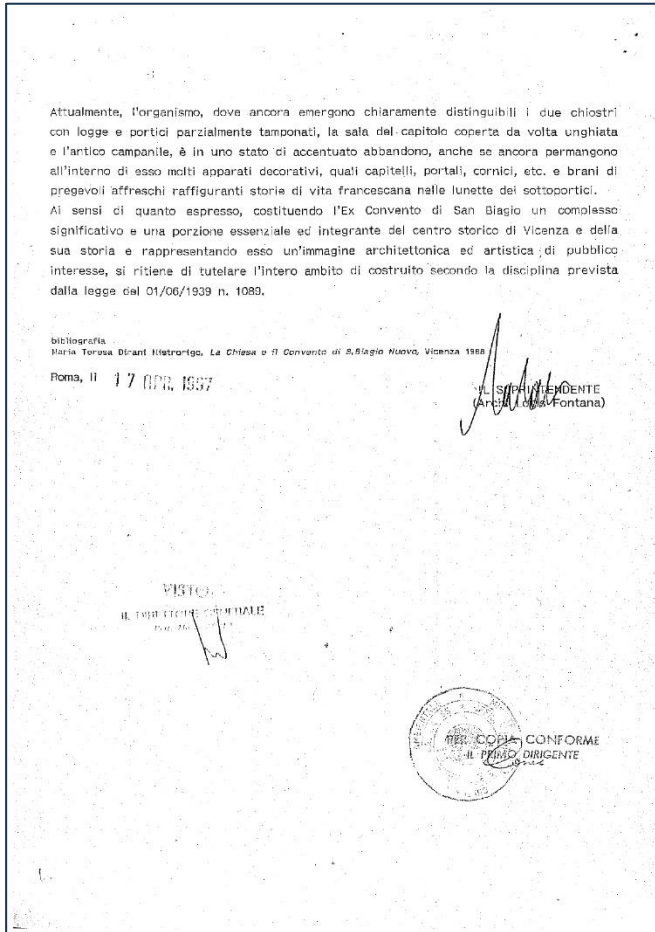 Attualmente, l'organismo, dove ancora emergono chiaramente distinguibili i due chiostri
con logge e portici parzialmente tamponati, la sala del capitolo coperta da volta unghiata
e l'antico campanile, è in uno stato di accentuato abbandono, anche se ancora permangono
all'interno di esso molti apparati decorativi, quali capitelli, portali, cornici, etc. e brani di
pregevoli affreschi raffiguranti storie di vita francescana nelle lunette dei sottoportici.
Ai sensi di quanto espresso, costituendo l'Ex Convento di San Biagio un complesso
significativo e una porzione essenziale ed integrante del centro storico di Vicenza e della
sua storia e rappresentando esso un'immagine architettonica ed artistica di pubblico
interesse, si ritiene di tutelare l'intero ambito di costruito secondo la disciplina prevista
dalla legge del 01/06/1939 n. 1089.
bibliografia
Maria Teresa Dirani Mistrorigo, La Chiesa e il Convento di S.Biagio Nuovo, Vicenza 1988
Roma, lì 17 APR. 1997
IL SOPRINTENDENTE
(Arch. Fontana)
VISTO
IL DIRETTORE GENERALE
PER COPIA CONFORME
IL PRIMO DIRIGENTE